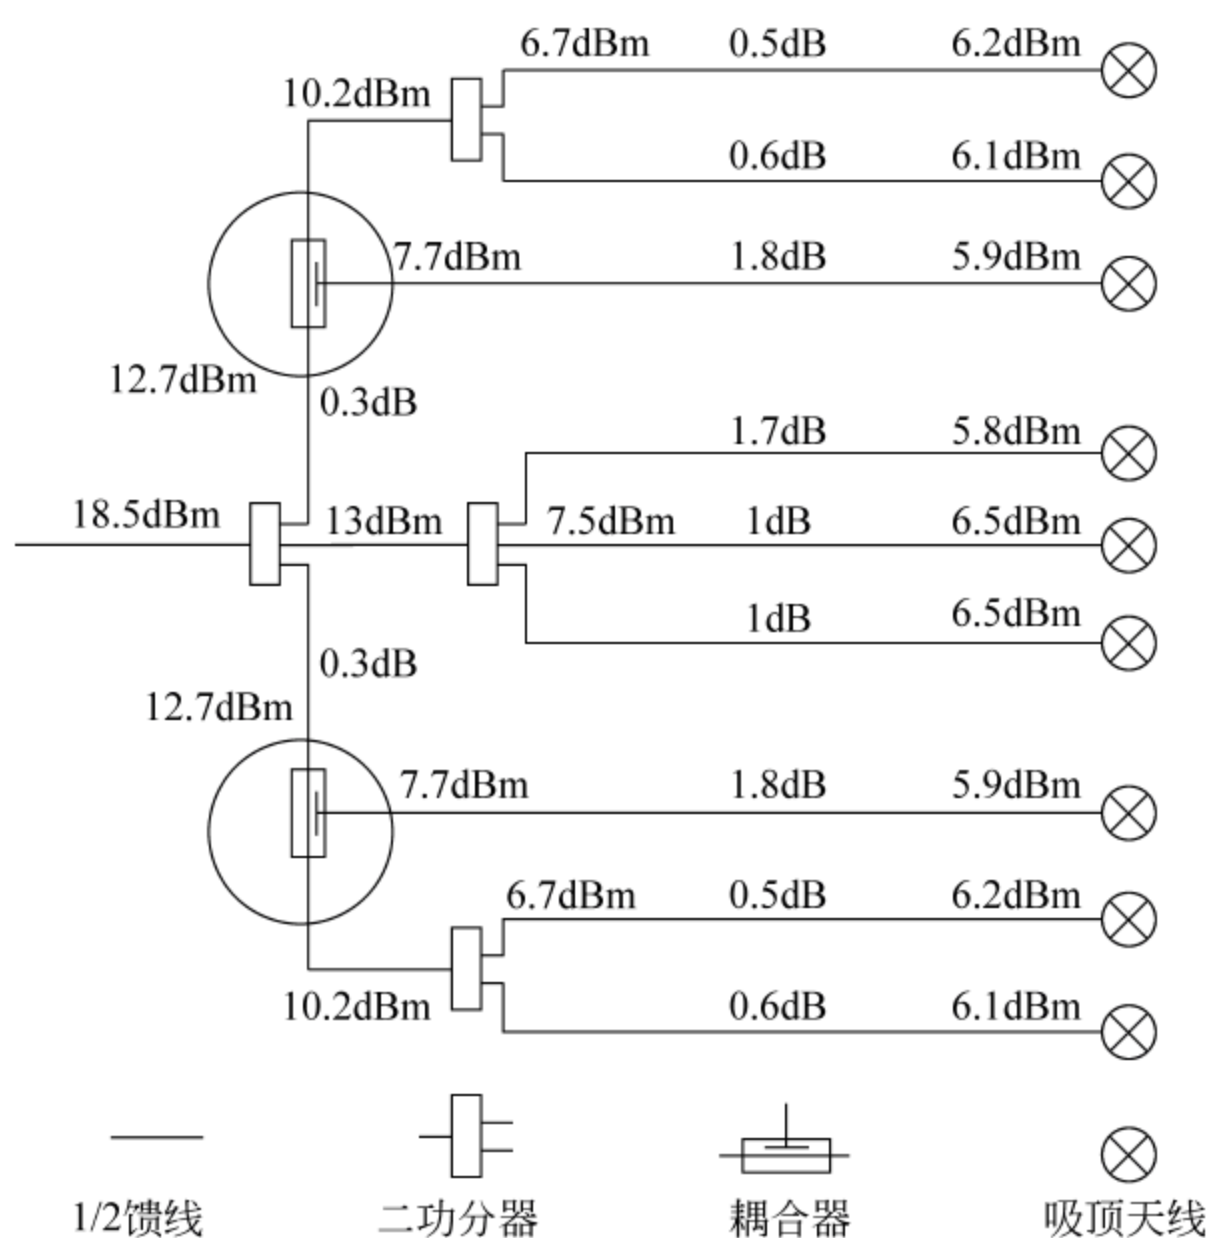 6.7dBm 0.5dB 6.2dBm
10.2dBm
0.6dB 6.1dBm
7.7dBm 1.8dB 5.9dBm
12.7dBm
0.3dB
1.7dB 5.8dBm
18.5dBm 13dBm 7.5dBm 1dB 6.5dBm
1dB 6.5dBm
0.3dB
12.7dBm
7.7dBm 1.8dB 5.9dBm
6.7dBm 0.5dB 6.2dBm
10.2dBm 0.6dB 6.1dBm
1/2馈线 二功分器 耦合器 吸顶天线